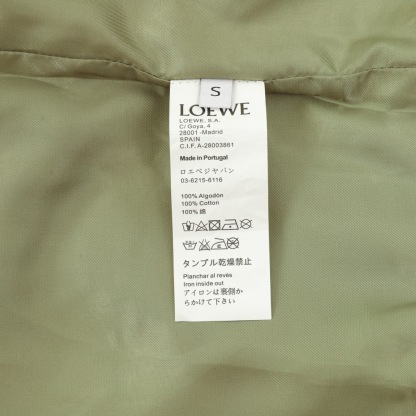 S
LOEWE
LOEWE, S.A.
C/ Goya, 4
28001 -Madrid
SPAIN
C.I.F. A-28003861
Made in Portugal
ロエベジャパン
03-6215-6116
100% Algodón
100% Cotton
100% 綿
タンブル乾燥禁止
Planchar al revés
Iron inside out
アイロンは裏側か
らかけて下さい